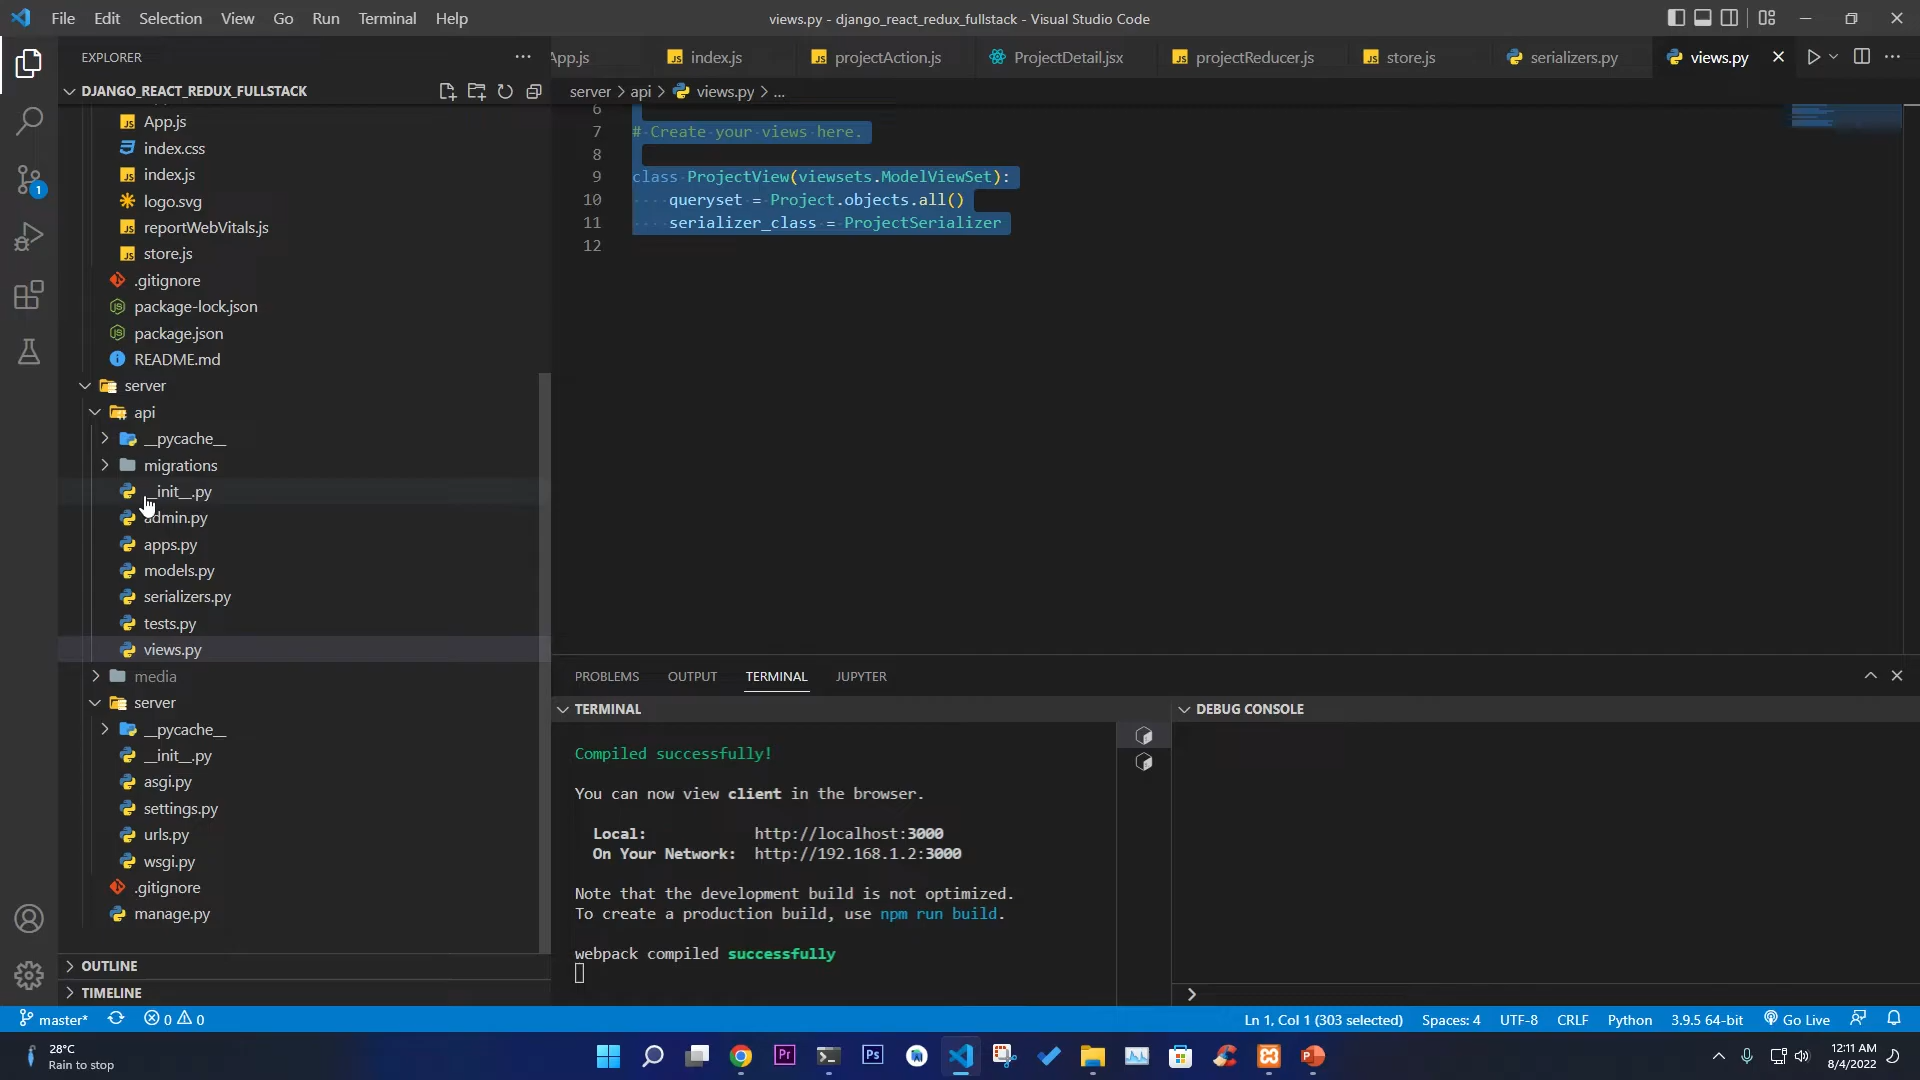 File Edit Selection View Go Run Terminal Help
views.py - django_react_redux_fullstack - Visual Studio Code
EXPLORER
App.js
index.js
projectAction.js
ProjectDetail.jsx
projectReducer.js
store.js
serializers.py
views.py
DJANGO_REACT_REDUX_FULLSTACK
server > api > views.py > ...
App.js
index.css
index.js
logo.svg
reportWebVitals.js
store.js
.gitignore
package-lock.json
package.json
README.md
server
api
__pycache__
migrations
__init__.py
admin.py
apps.py
models.py
serializers.py
tests.py
views.py
media
server
__pycache__
__init__.py
asgi.py
settings.py
urls.py
wsgi.py
.gitignore
manage.py
OUTLINE
TIMELINE
6
7 # Create your views here.
8
9 class ProjectView(viewsets.ModelViewSet):
10 queryset = Project.objects.all()
11 serializer_class = ProjectSerializer
12
PROBLEMS OUTPUT TERMINAL JUPYTER
TERMINAL
Compiled successfully!
You can now view client in the browser.
Local: http://localhost:3000
On Your Network: http://192.168.1.2:3000
Note that the development build is not optimized.
To create a production build, use npm run build.
webpack compiled successfully
DEBUG CONSOLE
1
master* 0 0
Ln 1, Col 1 (303 selected) Spaces: 4 UTF-8 CRLF Python 3.9.5 64-bit Go Live
28°C
Rain to stop
Pr
Ps
12:11 AM
8/4/2022